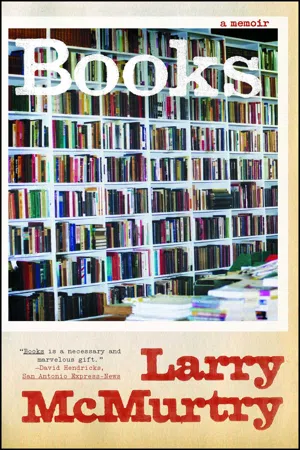 a memoir
Books
"Books is a necessary and
marvelous gift."
—David Hendricks,
San Antonio Express-News
Larry
McMurtry